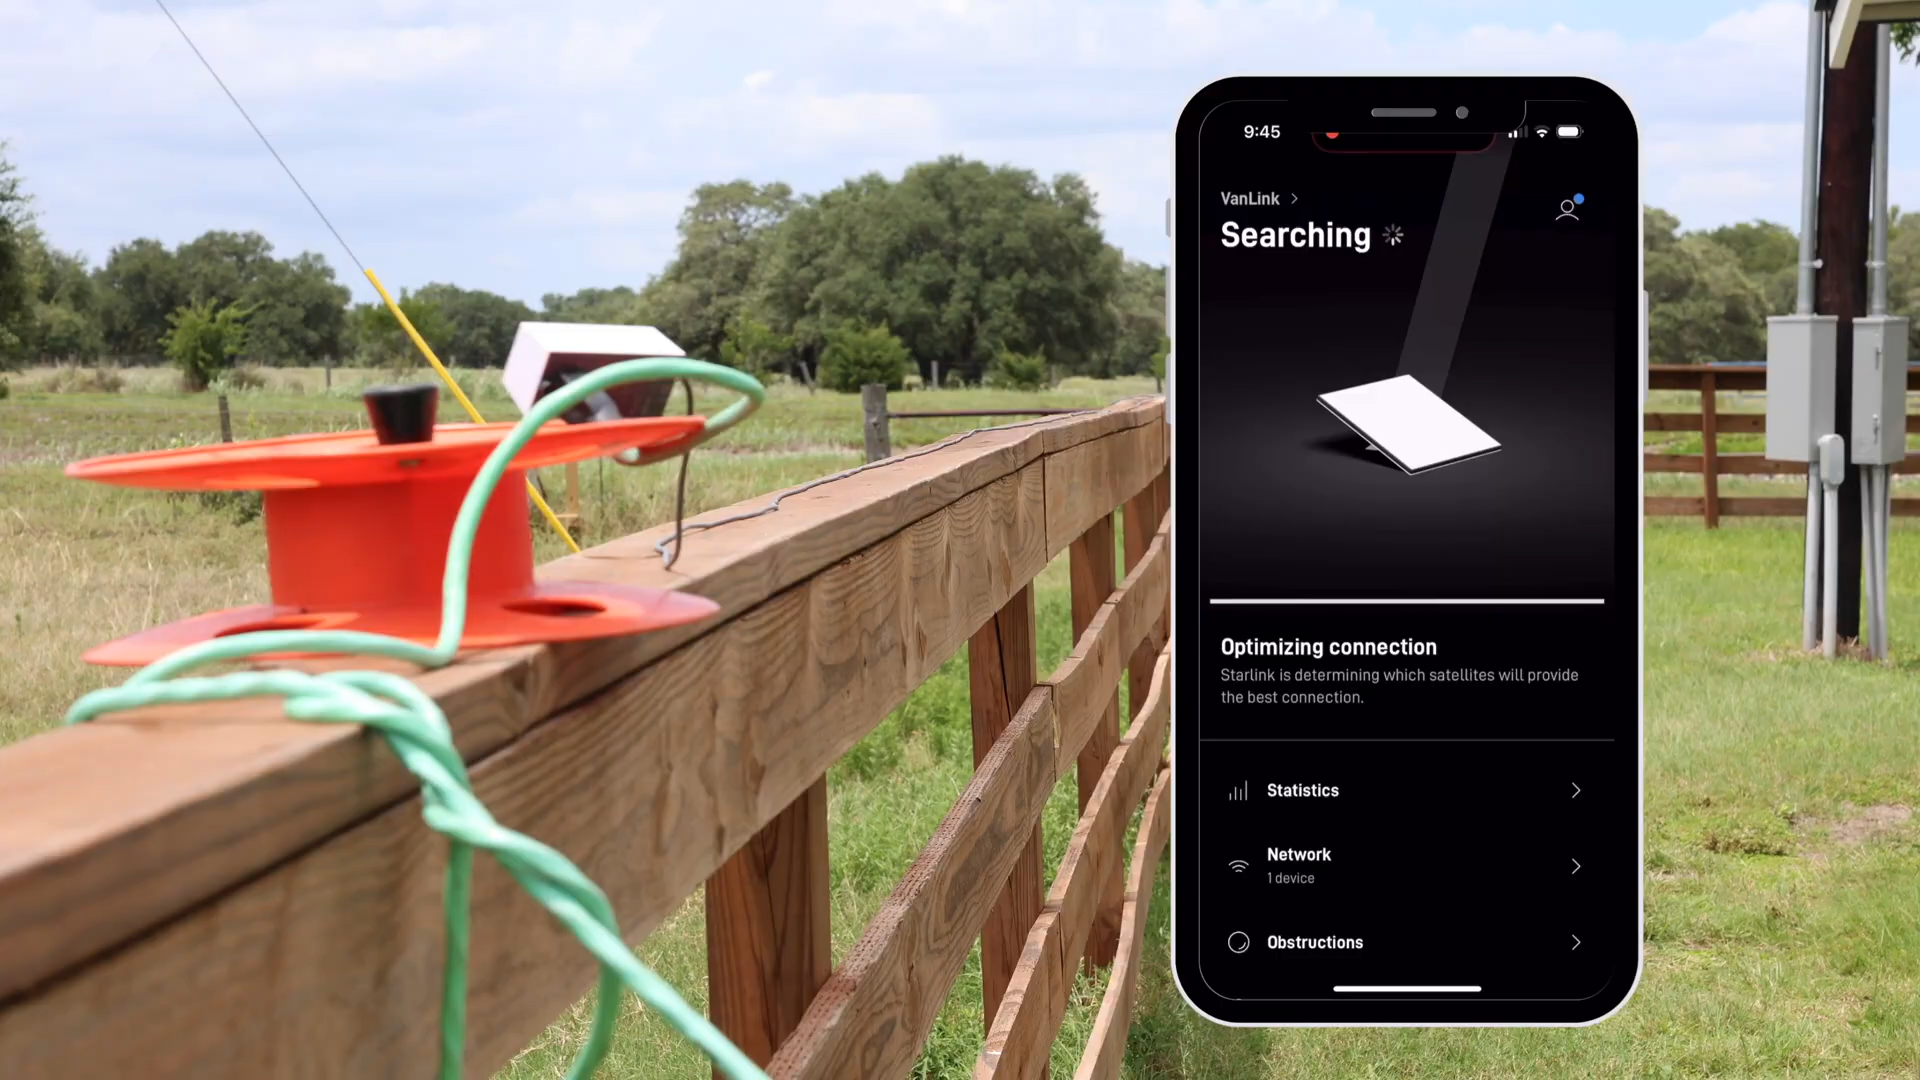 9:45
VanLink
Searching
Optimizing connection
Starlink is determining which satellites will provide
the best connection.
Statistics
Network
1 device
Obstructions